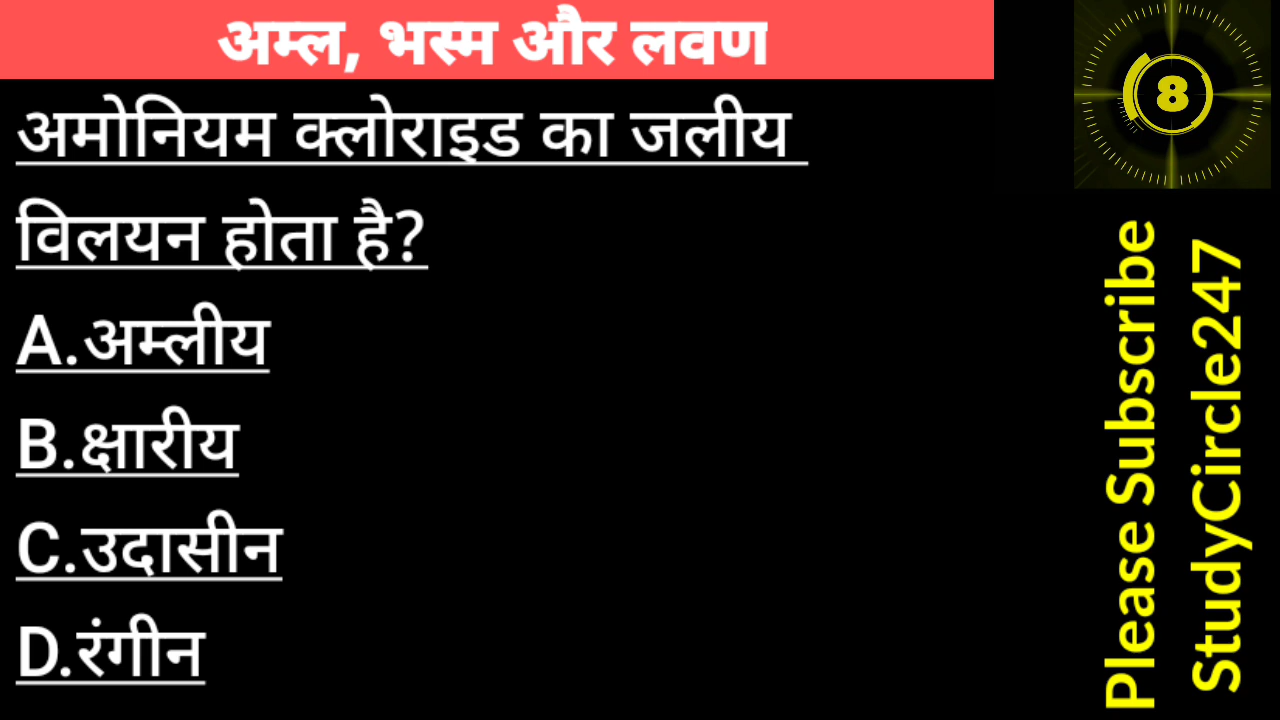 अम्ल, भस्म और लवण
8
अमोनियम क्लोराइड का जलीय
विलयन होता है?
A.अम्लीय
B.क्षारीय
C.उदासीन
D.रंगीन
Please Subscribe
StudyCircle247